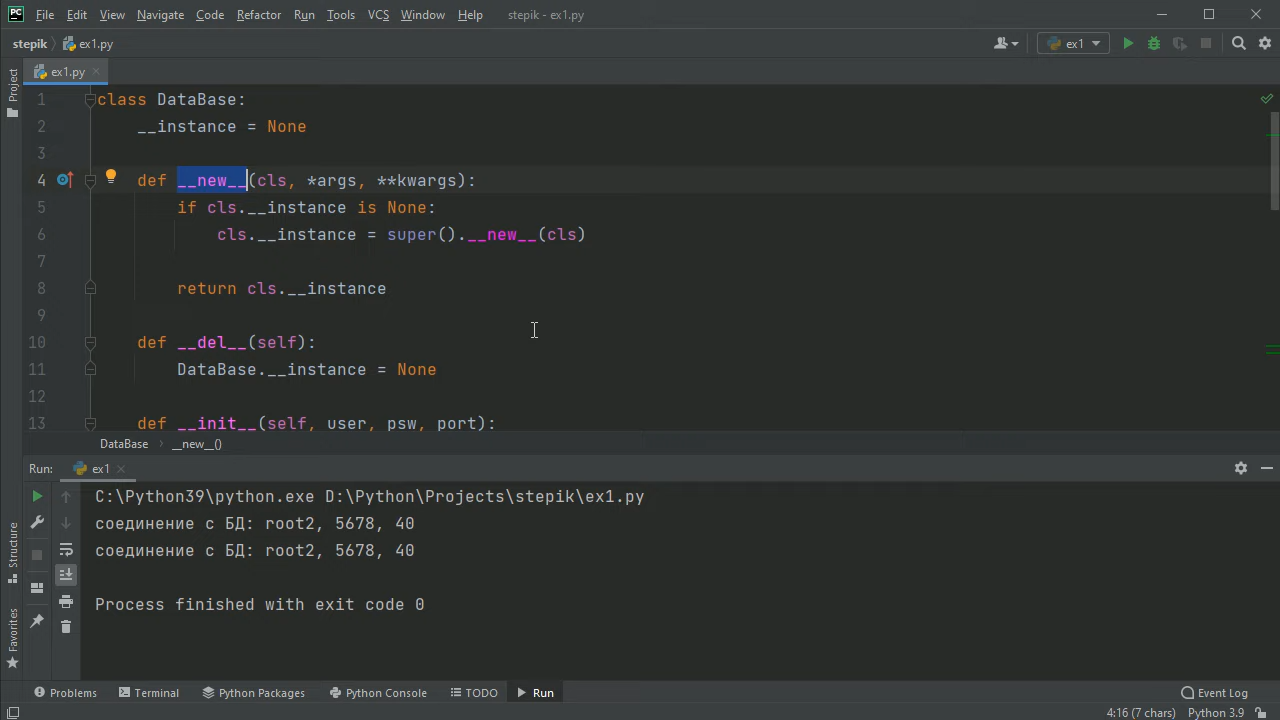 PC File Edit View Navigate Code Refactor Run Tools VCS Window Help stepik - ex1.py
stepik ex1.py ex1
Project ex1.py
1 class DataBase:
2 __instance = None
3
4 def __new__(cls, *args, **kwargs):
5 if cls.__instance is None:
6 cls.__instance = super().__new__(cls)
7
8 return cls.__instance
9
10 def __del__(self):
11 DataBase.__instance = None
12
13 def __init__(self, user, psw, port):
DataBase __new__()
Run: ex1
C:\Python39\python.exe D:\Python\Projects\stepik\ex1.py
соединение с БД: root2, 5678, 40
соединение с БД: root2, 5678, 40
Process finished with exit code 0
Structure
Favorites
Problems Terminal Python Packages Python Console TODO Run Event Log
4:16 (7 chars) Python 3.9